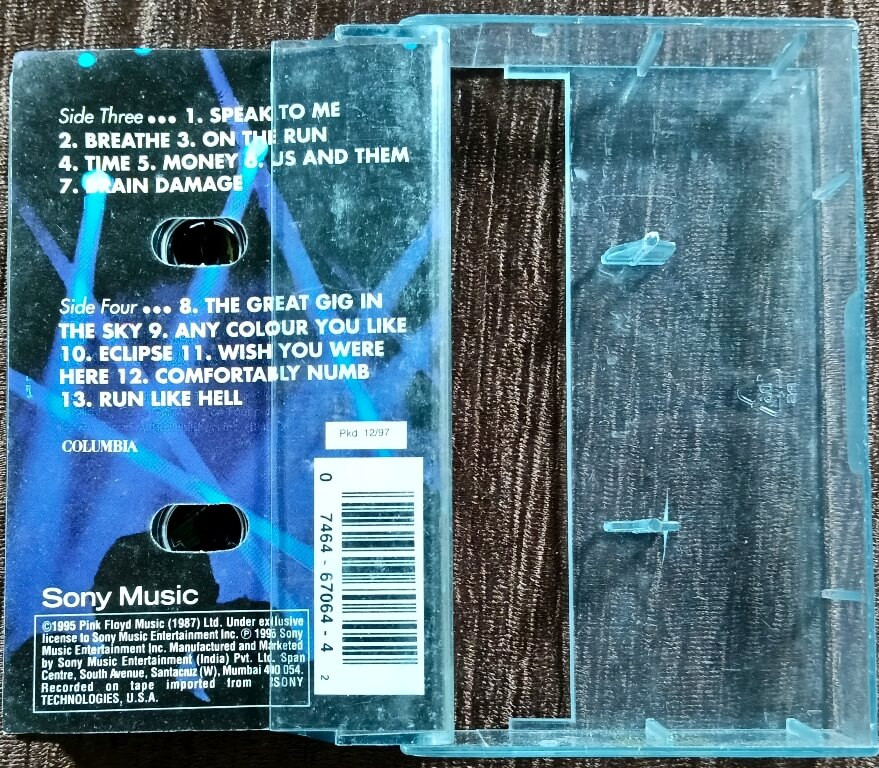 Side Three ••• 1. SPEAK TO ME
2. BREATHE 3. ON THE RUN
4. TIME 5. MONEY 6. US AND THEM
7. BRAIN DAMAGE
Side Four ••• 8. THE GREAT GIG IN
THE SKY 9. ANY COLOUR YOU LIKE
10. ECLIPSE 11. WISH YOU WERE
HERE 12. COMFORTABLY NUMB
13. RUN LIKE HELL
COLUMBIA
Pkd 12/97
0 7464 - 67064 - 4 2
Sony Music
©1995 Pink Floyd Music (1987) Ltd. Under exclusive
license to Sony Music Entertainment Inc. ℗ 1995 Sony
Music Entertainment Inc. Manufactured and Marketed
by Sony Music Entertainment (India) Pvt. Ltd. Span
Centre, South Avenue, Santacruz (W), Mumbai 400 054.
Recorded on tape imported from SONY
TECHNOLOGIES, U.S.A.